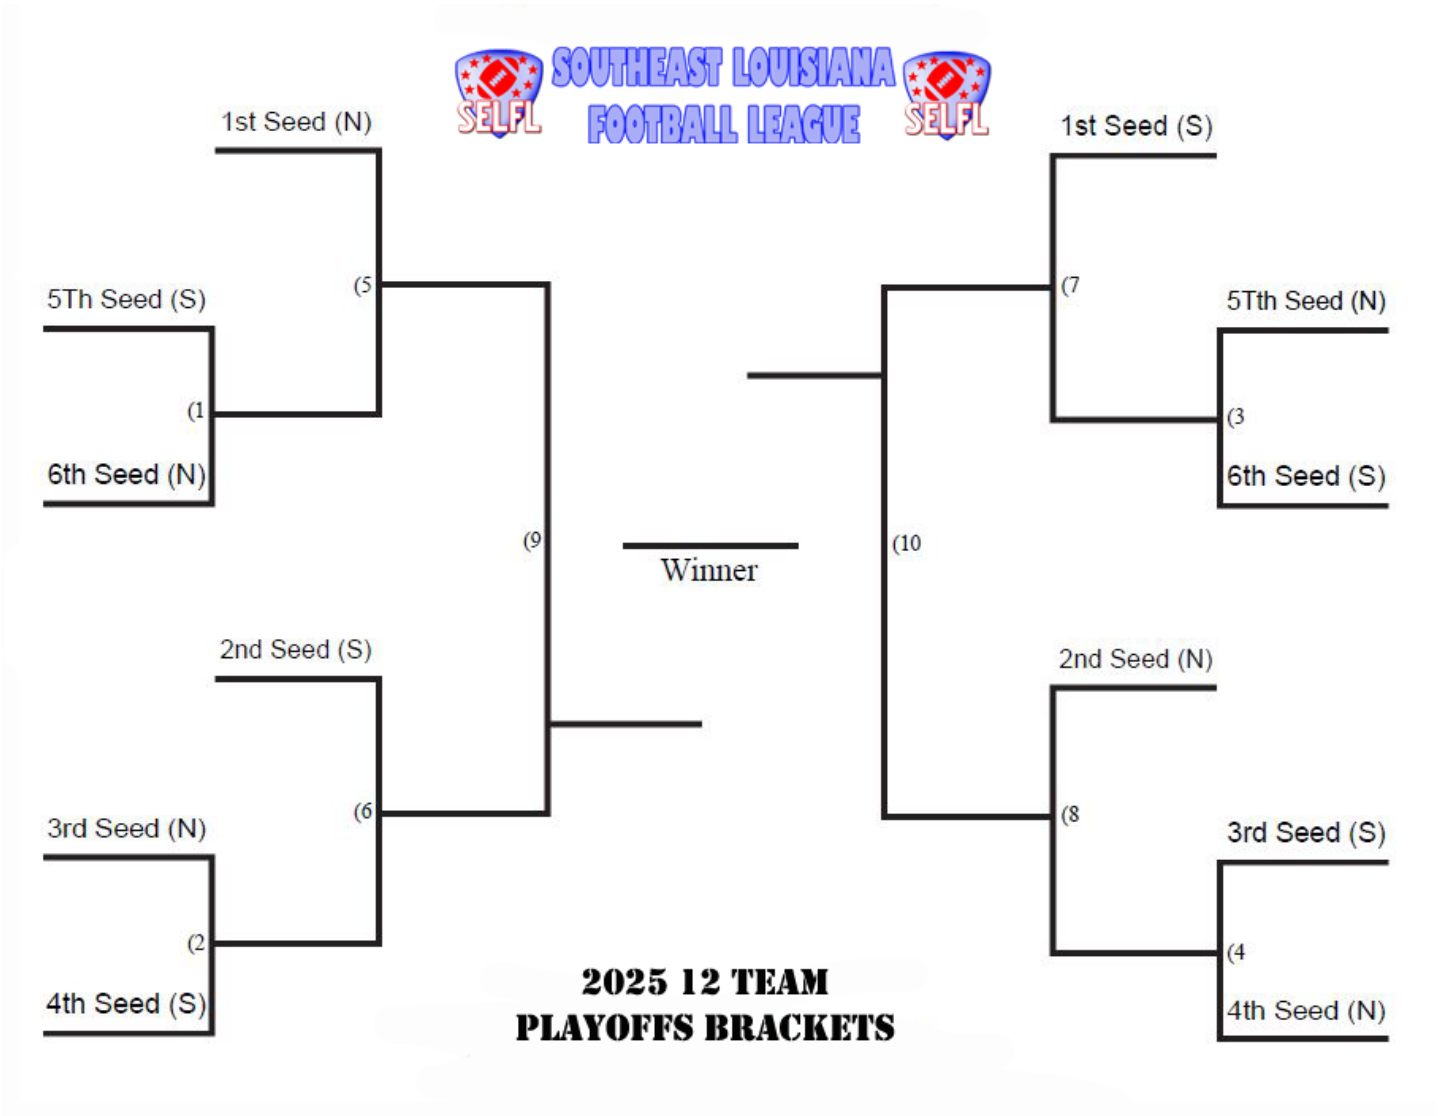 SOUTHEAST LOUISIANA
FOOTBALL LEAGUE
SELFL
SELFL
1st Seed (N)
5Th Seed (S)
(5
(1
6th Seed (N)
(9
2nd Seed (S)
3rd Seed (N)
(6
(2
4th Seed (S)
Winner
1st Seed (S)
(7
5Tth Seed (N)
(3
6th Seed (S)
(10
2nd Seed (N)
(8
3rd Seed (S)
(4
4th Seed (N)
2025 12 TEAM
PLAYOFFS BRACKETS